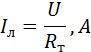 Iл = U / Rт, A